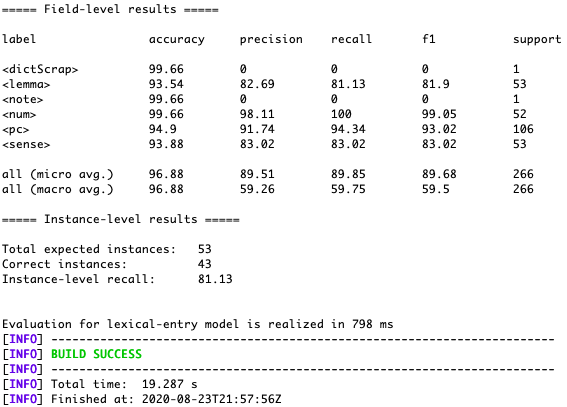 ===== Field-level results =====
label accuracy precision recall f1 support
<dictScrap> 99.66 0 0 0 1
<lemma> 93.54 82.69 81.13 81.9 53
<note> 99.66 0 0 0 1
<num> 99.66 98.11 100 99.05 52
<pc> 94.9 91.74 94.34 93.02 106
<sense> 93.88 83.02 83.02 83.02 53
all (micro avg.) 96.88 89.51 89.85 89.68 266
all (macro avg.) 96.88 59.26 59.75 59.5 266
===== Instance-level results =====
Total expected instances: 53
Correct instances: 43
Instance-level recall: 81.13
Evaluation for lexical-entry model is realized in 798 ms
[INFO] ------------------------------------------------------------------------
[INFO] BUILD SUCCESS
[INFO] ------------------------------------------------------------------------
[INFO] Total time: 19.287 s
[INFO] Finished at: 2020-08-23T21:57:56Z